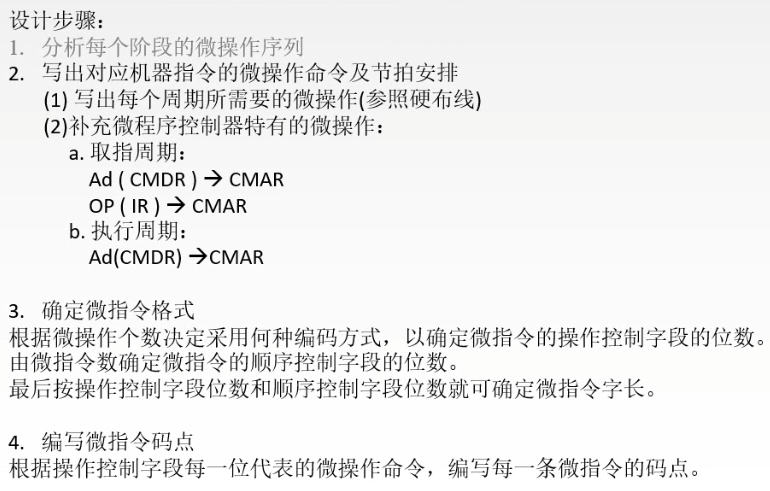 设计步骤：
1. 分析每个阶段的微操作序列
2. 写出对应机器指令的微操作命令及节拍安排
(1) 写出每个周期所需要的微操作(参照硬布线)
(2)补充微程序控制器特有的微操作：
a. 取指周期：
Ad ( CMDR ) → CMAR
OP ( IR ) → CMAR
b. 执行周期：
Ad(CMDR) →CMAR
3. 确定微指令格式
根据微操作个数决定采用何种编码方式，以确定微指令的操作控制字段的位数。
由微指令数确定微指令的顺序控制字段的位数。
最后按操作控制字段位数和顺序控制字段位数就可确定微指令字长。
4. 编写微指令码点
根据操作控制字段每一位代表的微操作命令，编写每一条微指令的码点。